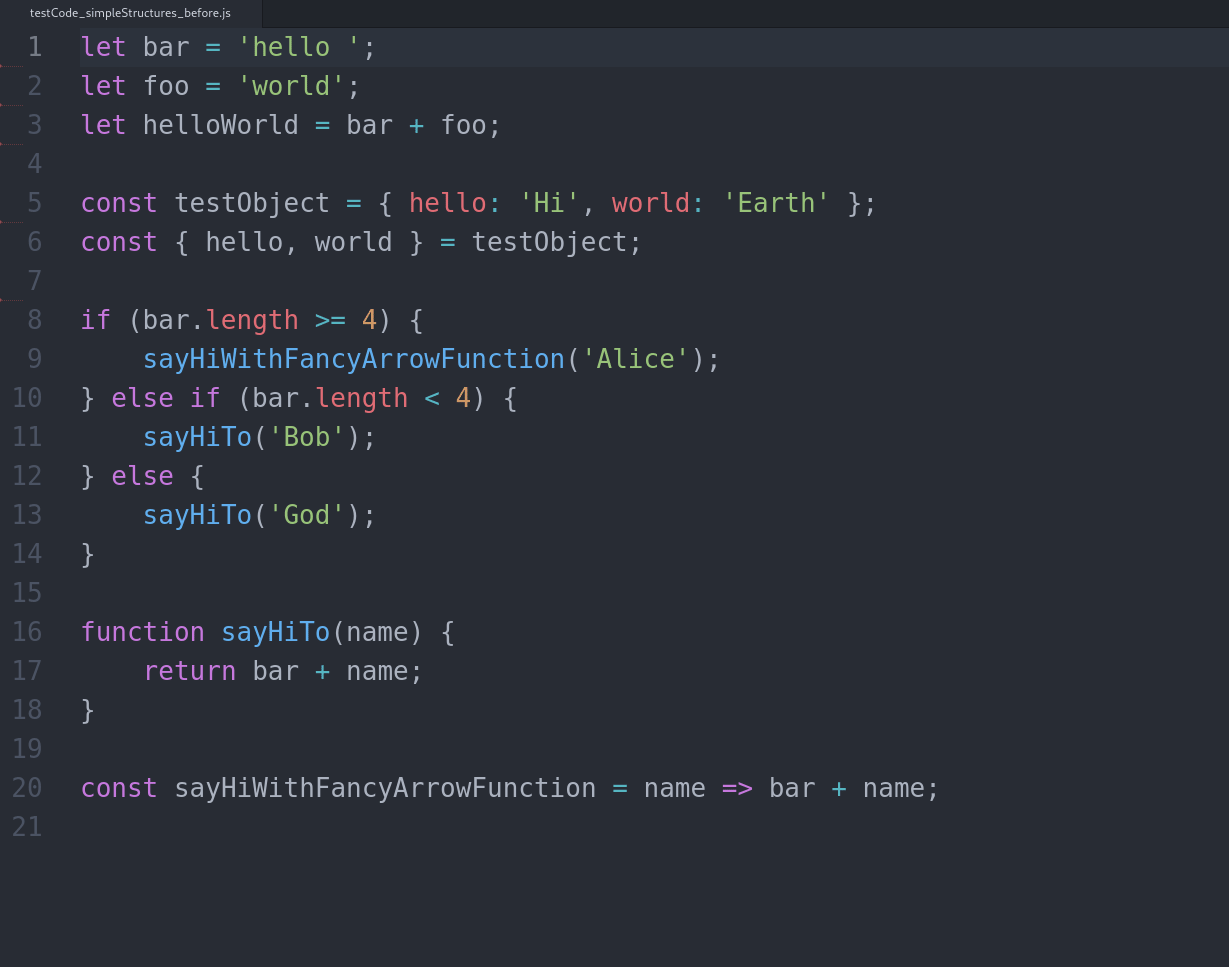 testCode_simpleStructures_before.js
1 let bar = 'hello ';
2 let foo = 'world';
3 let helloWorld = bar + foo;
4
5 const testObject = { hello: 'Hi', world: 'Earth' };
6 const { hello, world } = testObject;
7
8 if (bar.length >= 4) {
9     sayHiWithFancyArrowFunction('Alice');
10 } else if (bar.length < 4) {
11     sayHiTo('Bob');
12 } else {
13     sayHiTo('God');
14 }
15
16 function sayHiTo(name) {
17     return bar + name;
18 }
19
20 const sayHiWithFancyArrowFunction = name => bar + name;
21